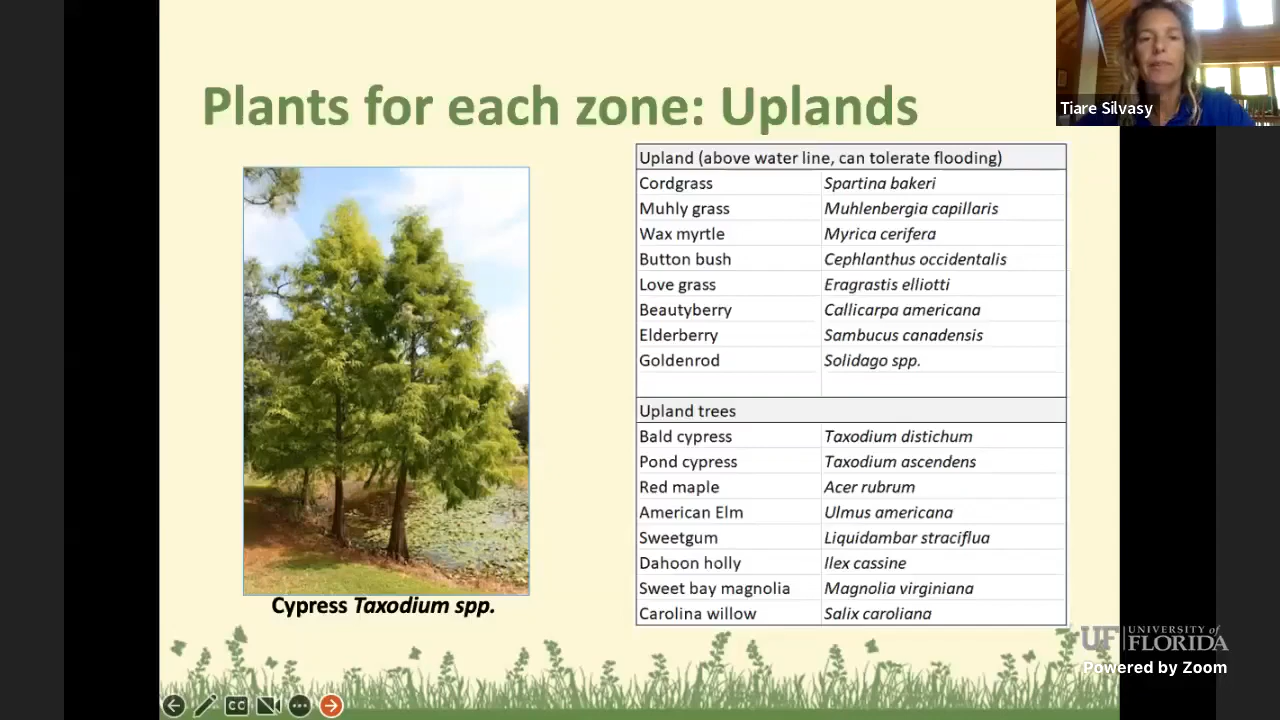 Plants for each zone: Uplands
Tiare Silvasy
Upland (above water line, can tolerate flooding)
Cordgrass Spartina bakeri
Muhly grass Muhlenbergia capillaris
Wax myrtle Myrica cerifera
Button bush Cephlanthus occidentalis
Love grass Eragrastis elliotti
Beautyberry Callicarpa americana
Elderberry Sambucus canadensis
Goldenrod Solidago spp.
Upland trees
Bald cypress Taxodium distichum
Pond cypress Taxodium ascendens
Red maple Acer rubrum
American Elm Ulmus americana
Sweetgum Liquidambar straciflua
Dahoon holly Ilex cassine
Sweet bay magnolia Magnolia virginiana
Carolina willow Salix caroliana
Cypress Taxodium spp.
UF UNIVERSITY of
FLORIDA
Powered by Zoom
CC